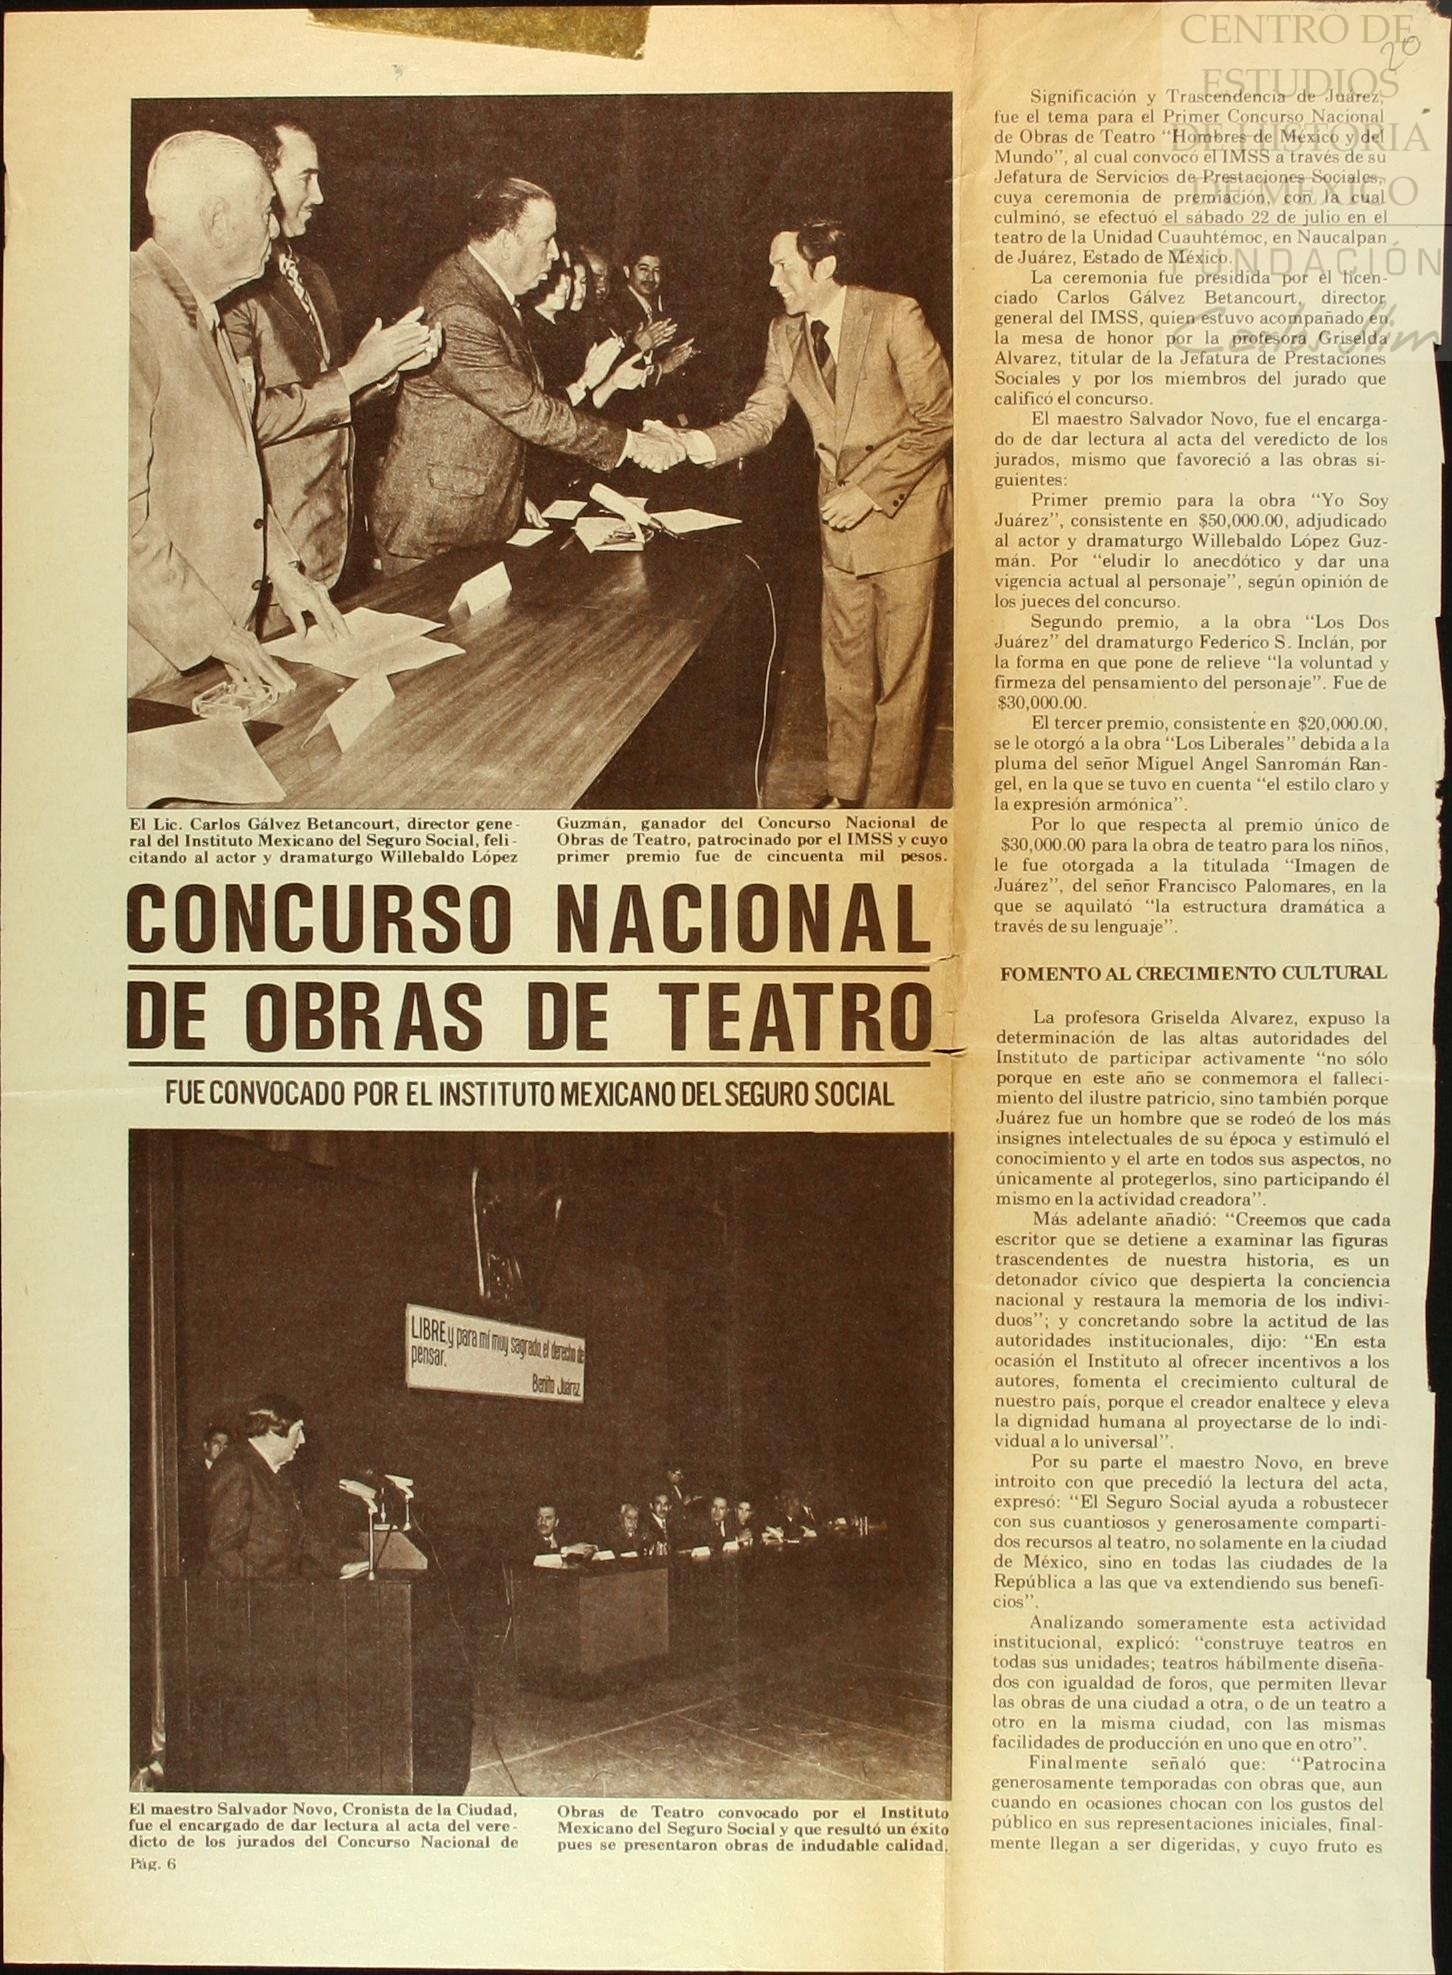 CENTRO DE
ESTUDIOS
DE HISTORIA
DE MÉXICO
FUNDACIÓN
Carlos Slim
20
El Lic. Carlos Gálvez Betancourt, director gene-
ral del Instituto Mexicano del Seguro Social, feli-
citando al actor y dramaturgo Willebaldo López
Guzmán, ganador del Concurso Nacional de
Obras de Teatro, patrocinado por el IMSS y cuyo
primer premio fue de cincuenta mil pesos.
CONCURSO NACIONAL
DE OBRAS DE TEATRO
FUE CONVOCADO POR EL INSTITUTO MEXICANO DEL SEGURO SOCIAL
LIBRE, y para mí muy sagrado, el derecho de
pensar.
Benito Juárez
El maestro Salvador Novo, Cronista de la Ciudad,
fue el encargado de dar lectura al acta del vere-
dicto de los jurados del Concurso Nacional de
Obras de Teatro convocado por el Instituto
Mexicano del Seguro Social y que resultó un éxito
pues se presentaron obras de indudable calidad.
Pág. 6
Significación y Trascendencia de Juárez,
fue el tema para el Primer Concurso Nacional
de Obras de Teatro "Hombres de México y del
Mundo", al cual convocó el IMSS a través de su
Jefatura de Servicios de Prestaciones Sociales,
cuya ceremonia de premiación, con la cual
culminó, se efectuó el sábado 22 de julio en el
teatro de la Unidad Cuauhtémoc, en Naucalpan
de Juárez, Estado de México.
La ceremonia fue presidida por el licen-
ciado Carlos Gálvez Betancourt, director
general del IMSS, quien estuvo acompañado en
la mesa de honor por la profesora Griselda
Alvarez, titular de la Jefatura de Prestaciones
Sociales y por los miembros del jurado que
calificó el concurso.
El maestro Salvador Novo, fue el encarga-
do de dar lectura al acta del veredicto de los
jurados, mismo que favoreció a las obras si-
guientes:
Primer premio para la obra "Yo Soy
Juárez", consistente en $50,000.00, adjudicado
al actor y dramaturgo Willebaldo López Guz-
mán. Por "eludir lo anecdótico y dar una
vigencia actual al personaje", según opinión de
los jueces del concurso.
Segundo premio, a la obra "Los Dos
Juárez" del dramaturgo Federico S. Inclán, por
la forma en que pone de relieve "la voluntad y
firmeza del pensamiento del personaje". Fue de
$30,000.00.
El tercer premio, consistente en $20,000.00,
se le otorgó a la obra "Los Liberales" debida a la
pluma del señor Miguel Angel Sanromán Ran-
gel, en la que se tuvo en cuenta "el estilo claro y
la expresión armónica".
Por lo que respecta al premio único de
$30,000.00 para la obra de teatro para los niños,
le fue otorgada a la titulada "Imagen de
Juárez", del señor Francisco Palomares, en la
que se aquilató "la estructura dramática a
través de su lenguaje".
FOMENTO AL CRECIMIENTO CULTURAL
La profesora Griselda Alvarez, expuso la
determinación de las altas autoridades del
Instituto de participar activamente "no sólo
porque en este año se conmemora el falleci-
miento del ilustre patricio, sino también porque
Juárez fue un hombre que se rodeó de los más
insignes intelectuales de su época y estimuló el
conocimiento y el arte en todos sus aspectos, no
únicamente al protegerlos, sino participando él
mismo en la actividad creadora".
Más adelante añadió: "Creemos que cada
escritor que se detiene a examinar las figuras
trascendentes de nuestra historia, es un
detonador cívico que despierta la conciencia
nacional y restaura la memoria de los indivi-
duos"; y concretando sobre la actitud de las
autoridades institucionales, dijo: "En esta
ocasión el Instituto al ofrecer incentivos a los
autores, fomenta el crecimiento cultural de
nuestro país, porque el creador enaltece y eleva
la dignidad humana al proyectarse de lo indi-
vidual a lo universal".
Por su parte el maestro Novo, en breve
introito con que precedió la lectura del acta,
expresó: "El Seguro Social ayuda a robustecer
con sus cuantiosos y generosamente comparti-
dos recursos al teatro, no solamente en la ciudad
de México, sino en todas las ciudades de la
República a las que va extendiendo sus benefi-
cios".
Analizando someramente esta actividad
institucional, explicó: "construye teatros en
todas sus unidades; teatros hábilmente diseña-
dos con igualdad de foros, que permiten llevar
las obras de una ciudad a otra, o de un teatro a
otro en la misma ciudad, con las mismas
facilidades de producción en uno que en otro".
Finalmente señaló que: "Patrocina
generosamente temporadas con obras que, aun
cuando en ocasiones chocan con los gustos del
público en sus representaciones iniciales, final-
mente llegan a ser digeridas, y cuyo fruto es